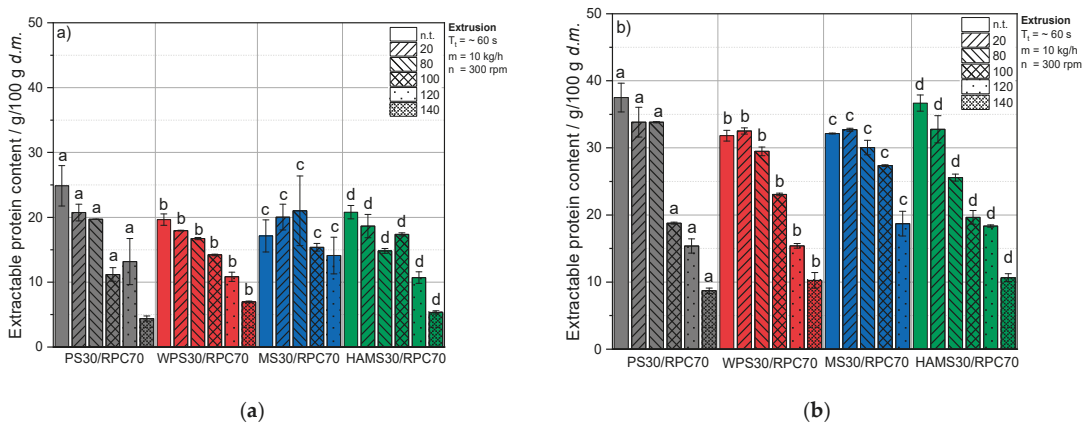 a)
50
40
30
20
10
0
Extractable protein content / g/100 g d.m.
n.t.
20
80
100
120
140
Extrusion
Tt = ~ 60 s
m = 10 kg/h
n = 300 rpm
a a a a a
b b b b b b
c c c c c
d d d d d d
PS30/RPC70 WPS30/RPC70 MS30/RPC70 HAMS30/RPC70
(a)
b)
50
40
30
20
10
0
Extractable protein content / g/100 g d.m.
n.t.
20
80
100
120
140
Extrusion
Tt = ~ 60 s
m = 10 kg/h
n = 300 rpm
a a a a a a
b b b b b b
c c c c c
d d d d d d
PS30/RPC70 WPS30/RPC70 MS30/RPC70 HAMS30/RPC70
(b)